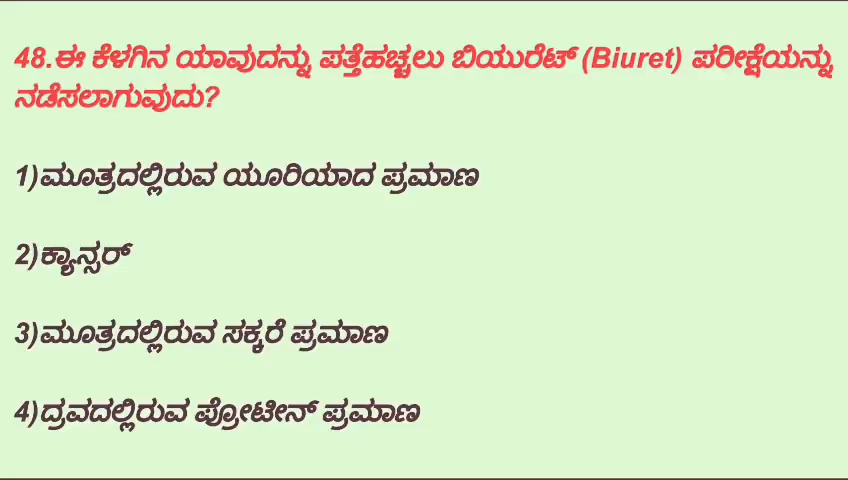 48.ಈ ಕೆಳಗಿನ ಯಾವುದನ್ನು ಪತ್ತೆಹಚ್ಚಲು ಬಿಯುರೆಟ್ (Biuret) ಪರೀಕ್ಷೆಯನ್ನು
ನಡೆಸಲಾಗುವುದು?
1)ಮೂತ್ರದಲ್ಲಿರುವ ಯೂರಿಯಾದ ಪ್ರಮಾಣ
2)ಕ್ಯಾನ್ಸರ್
3)ಮೂತ್ರದಲ್ಲಿರುವ ಸಕ್ಕರೆ ಪ್ರಮಾಣ
4)ದ್ರವದಲ್ಲಿರುವ ಪ್ರೋಟೀನ್ ಪ್ರಮಾಣ